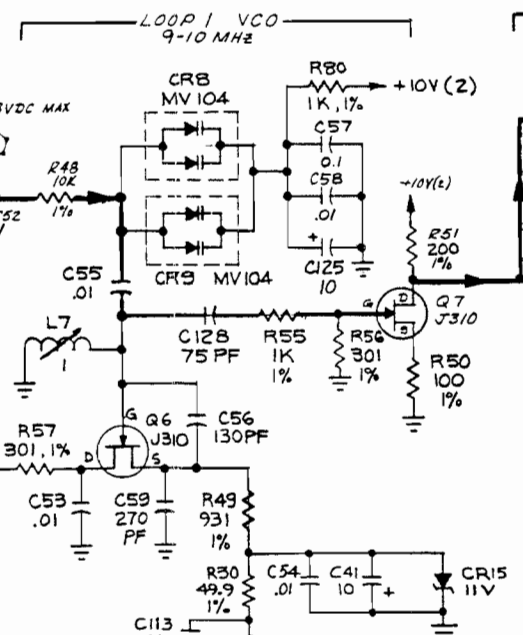 LOOP 1 VCO
9-10 MHZ
VDC MAX
CR8
MV104
R80
+10V(2)
1K, 1%
C57
0.1
C58
.01
+
C125
10
R48
10K
1%
C52
CR9
MV104
+10V(2)
R51
200
1%
C55
.01
G
D
S
Q7
J310
C128
75 PF
R55
1K
1%
R56
301
1%
R50
100
1%
L7
1
G
Q6
J310
C56
130PF
R57
301, 1%
D
S
C53
.01
C59
270
PF
R49
931
1%
R30
49.9
1%
C54
.01
C41
10
+
CR15
11V
C113